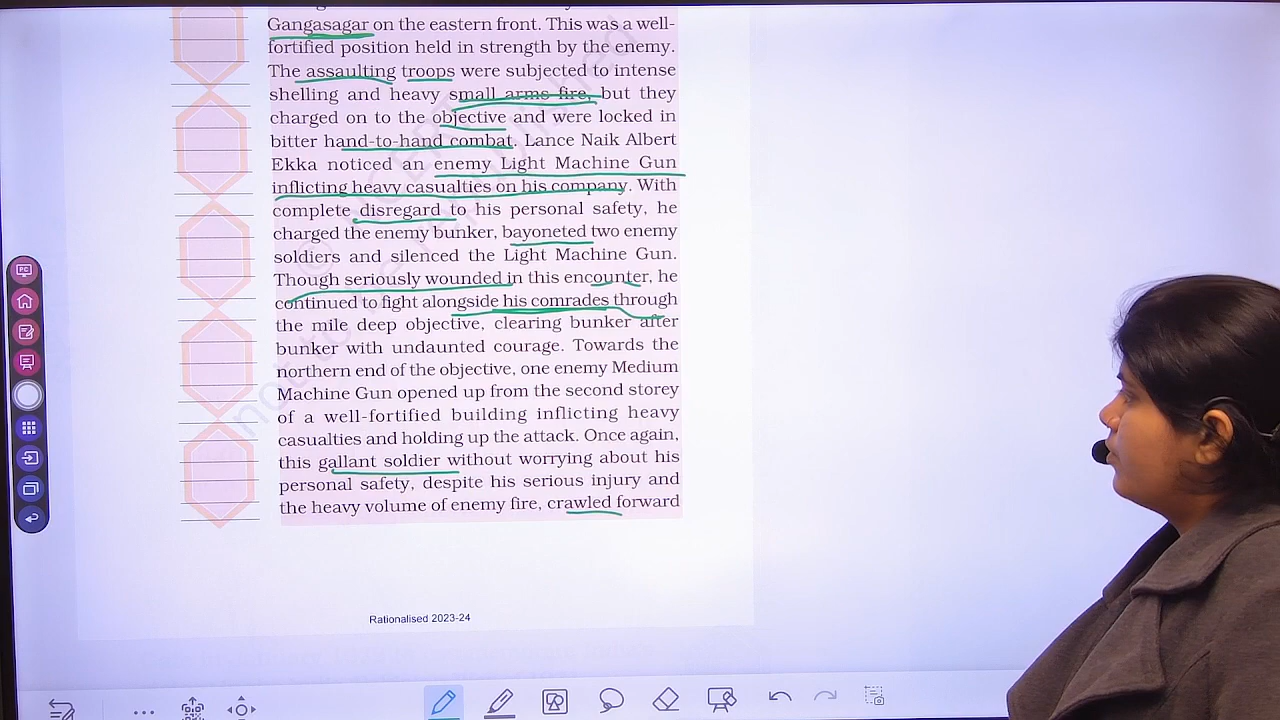 Gangasagar on the eastern front. This was a well-
fortified position held in strength by the enemy.
The assaulting troops were subjected to intense
shelling and heavy small arms fire, but they
charged on to the objective and were locked in
bitter hand-to-hand combat. Lance Naik Albert
Ekka noticed an enemy Light Machine Gun
inflicting heavy casualties on his company. With
complete disregard to his personal safety, he
charged the enemy bunker, bayoneted two enemy
soldiers and silenced the Light Machine Gun.
Though seriously wounded in this encounter, he
continued to fight alongside his comrades through
the mile deep objective, clearing bunker after
bunker with undaunted courage. Towards the
northern end of the objective, one enemy Medium
Machine Gun opened up from the second storey
of a well-fortified building inflicting heavy
casualties and holding up the attack. Once again,
this gallant soldier without worrying about his
personal safety, despite his serious injury and
the heavy volume of enemy fire, crawled forward
Rationalised 2023-24
PC